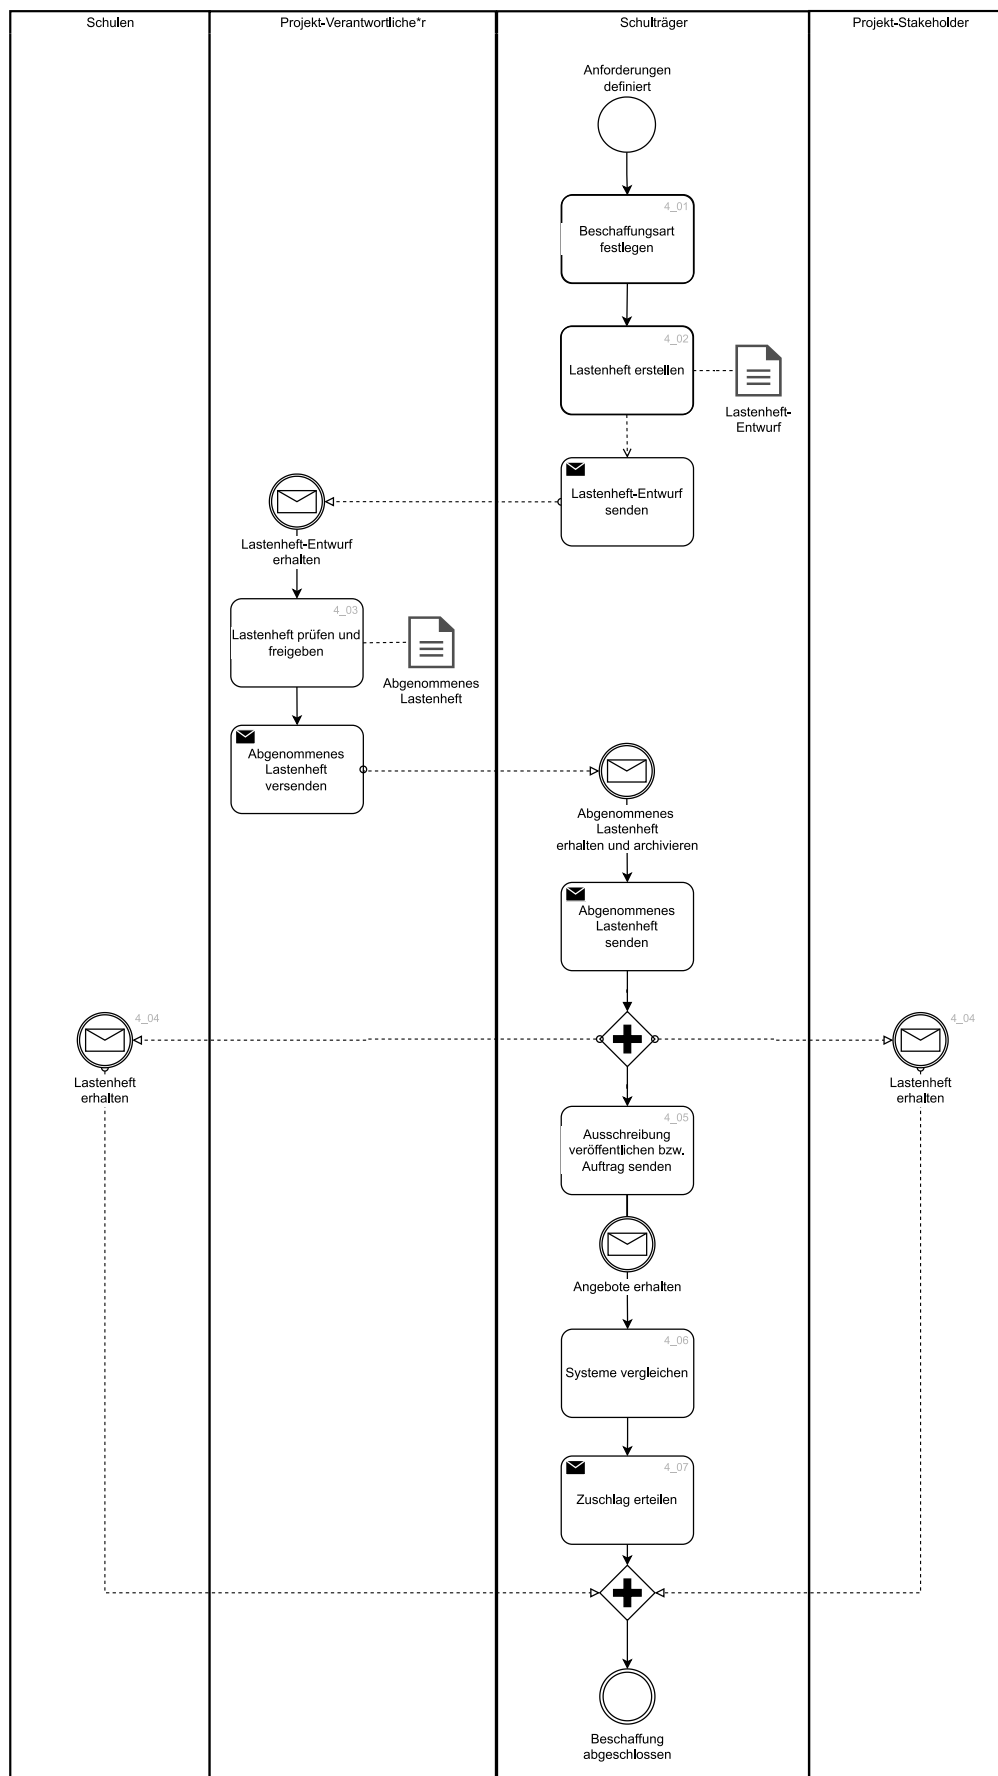 Schulen
Projekt-Verantwortliche*r
Schulträger
Projekt-Stakeholder
Anforderungen
definiert
4_01
Beschaffungsart
festlegen
4_02
Lastenheft erstellen
Lastenheft-
Entwurf
Lastenheft-Entwurf
senden
Lastenheft-Entwurf
erhalten
4_03
Lastenheft prüfen und
freigeben
Abgenommenes
Lastenheft
Abgenommenes
Lastenheft
versenden
Abgenommenes
Lastenheft
erhalten und archivieren
Abgenommenes
Lastenheft
senden
4_04
Lastenheft
erhalten
4_04
Lastenheft
erhalten
4_05
Ausschreibung
veröffentlichen bzw.
Auftrag senden
Angebote erhalten
4_06
Systeme vergleichen
4_07
Zuschlag erteilen
Beschaffung
abgeschlossen